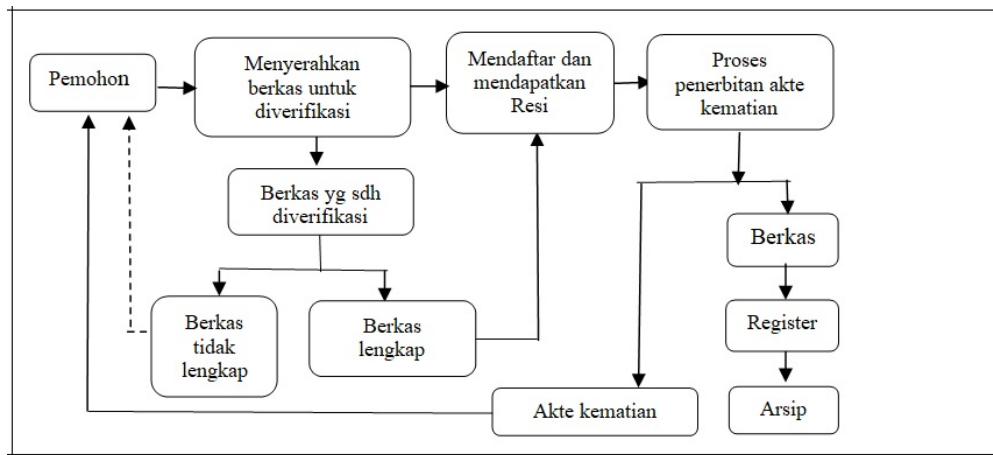 Pemohon
Menyerahkan
berkas untuk
diverifikasi
Mendaftar dan
mendapatkan
Resi
Proses
penerbitan akte
kematian
Berkas yg sdh
diverifikasi
Berkas
tidak
lengkap
Berkas
lengkap
Berkas
Register
Akte kematian
Arsip